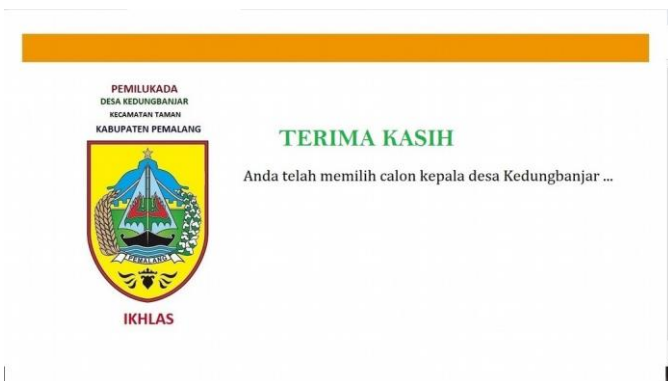 PEMILUKADA
DESA KEDUNGBANJAR
KECAMATAN TAMAN
KABUPATEN PEMALANG
TERIMA KASIH
Anda telah memilih calon kepala desa Kedungbanjar ...
PEMALANG
IKHLAS